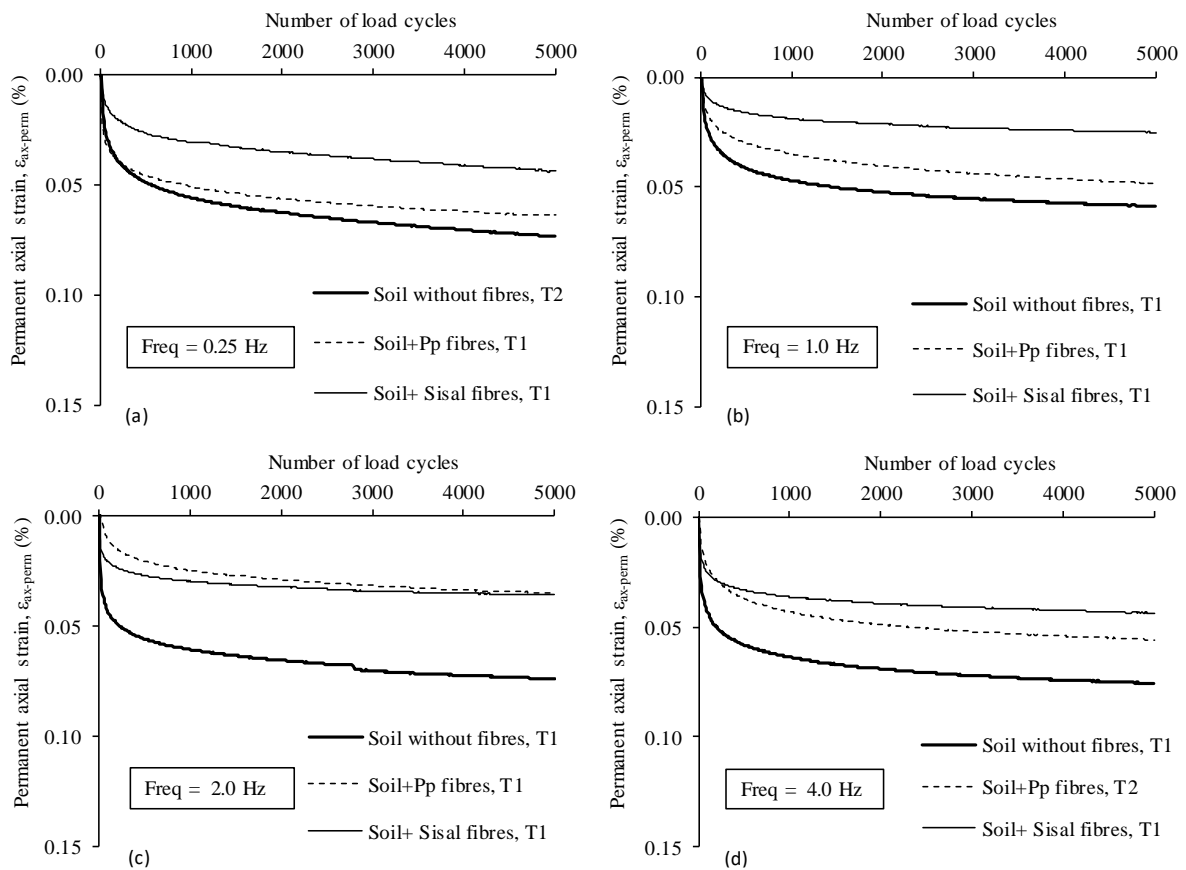 Number of load cycles
0 1000 2000 3000 4000 5000
0.00
0.05
0.10
0.15
Permanent axial strain, εax-perm (%)
Soil without fibres, T2
Soil+Pp fibres, T1
Soil+ Sisal fibres, T1
Freq = 0.25 Hz
(a)
Number of load cycles
0 1000 2000 3000 4000 5000
0.00
0.05
0.10
0.15
Permanent axial strain, εax-perm (%)
Soil without fibres, T1
Soil+Pp fibres, T1
Soil+ Sisal fibres, T1
Freq = 1.0 Hz
(b)
Number of load cycles
0 1000 2000 3000 4000 5000
0.00
0.05
0.10
0.15
Permanent axial strain, εax-perm (%)
Soil without fibres, T1
Soil+Pp fibres, T1
Soil+ Sisal fibres, T1
Freq = 2.0 Hz
(c)
Number of load cycles
0 1000 2000 3000 4000 5000
0.00
0.05
0.10
0.15
Permanent axial strain, εax-perm (%)
Soil without fibres, T1
Soil+Pp fibres, T2
Soil+ Sisal fibres, T1
Freq = 4.0 Hz
(d)